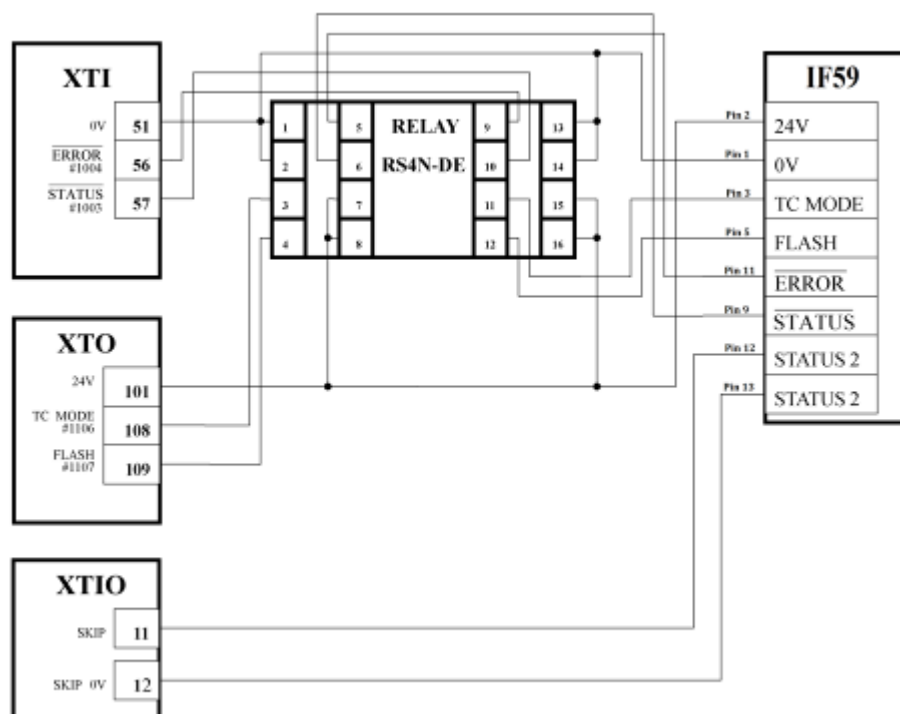 XTI
0V 51
ERROR
#1004
56
STATUS
#1003
57
XTO
24V 101
TC MODE
#1106
108
FLASH
#1107
109
XTIO
SKIP 11
SKIP 0V 12
RELAY
RS4N-DE
1 5 9 13
2 6 10 14
3 7 11 15
4 8 12 16
IF59
Pin 2 24V
Pin 1 0V
Pin 3 TC MODE
Pin 5 FLASH
Pin 11 ERROR
Pin 9 STATUS
Pin 12 STATUS 2
Pin 13 STATUS 2